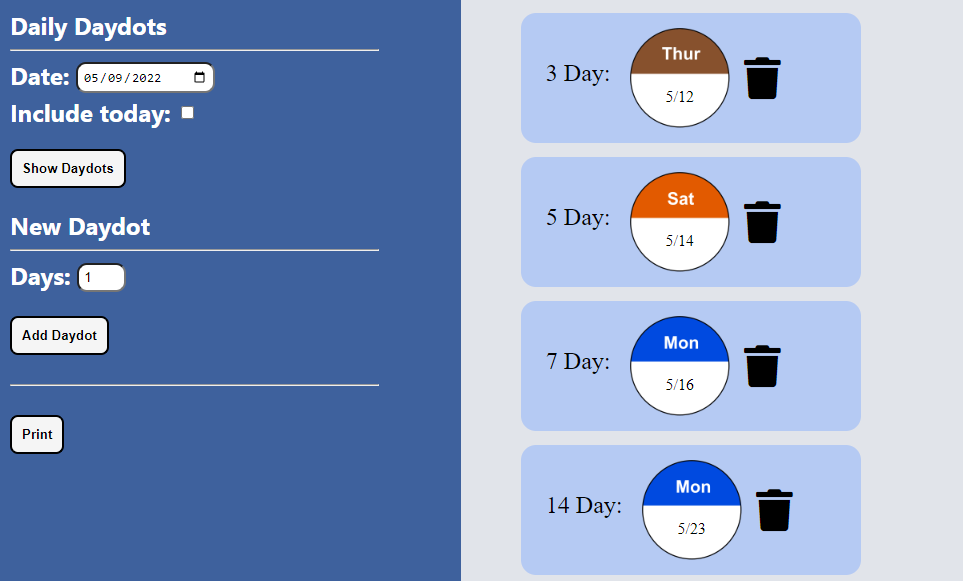 Daily Daydots
Date: 05/09/2022
Include today:
Show Daydots
New Daydot
Days: 1
Add Daydot
Print
3 Day:
Thur
5/12
5 Day:
Sat
5/14
7 Day:
Mon
5/16
14 Day:
Mon
5/23